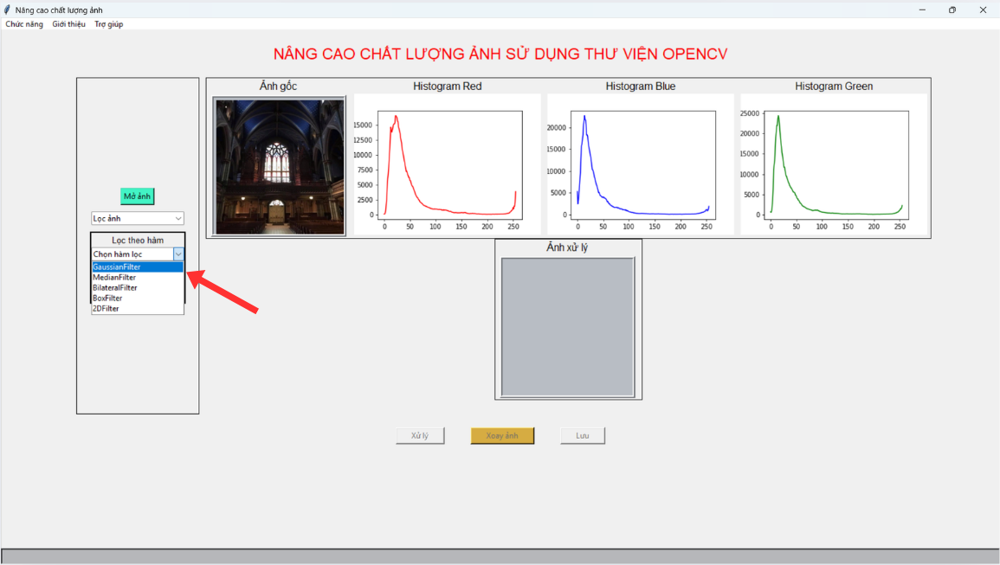 Nâng cao chất lượng ảnh
Chức năng Giới thiệu Trợ giúp
NÂNG CAO CHẤT LƯỢNG ẢNH SỬ DỤNG THƯ VIỆN OPENCV
Ảnh gốc Histogram Red Histogram Blue Histogram Green
15000
12500
10000
7500
5000
2500
0
0 50 100 150 200 250
20000
15000
10000
5000
0
0 50 100 150 200 250
25000
20000
15000
10000
5000
0
0 50 100 150 200 250
Mở ảnh
Lọc ảnh
Lọc theo hàm
Chọn hàm lọc
GaussianFilter
MedianFilter
BilateralFilter
BoxFilter
2DFilter
Ảnh xử lý
Xử lý Xoay ảnh Lưu